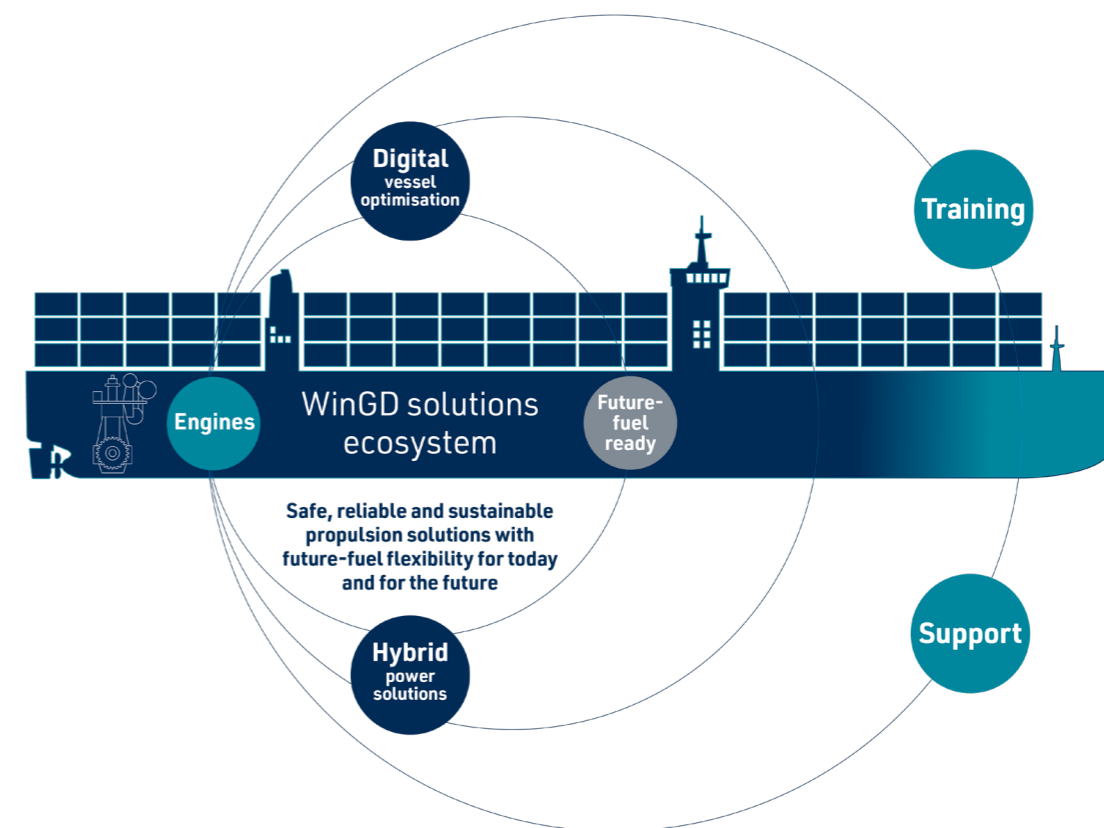 Digital
vessel
optimisation
Training
Engines
WinGD solutions
ecosystem
Future-
fuel
ready
Safe, reliable and sustainable
propulsion solutions with
future-fuel flexibility for today
and for the future
Hybrid
power
solutions
Support